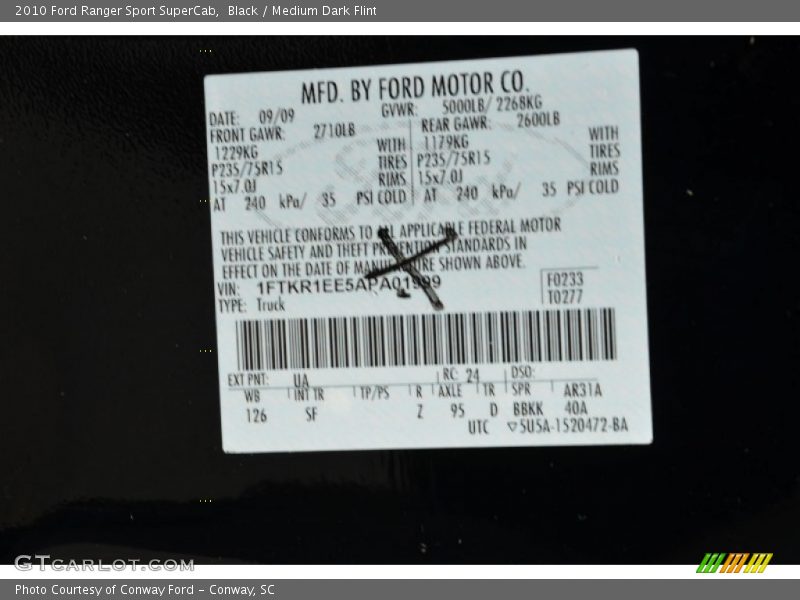 2010 Ford Ranger Sport SuperCab,  Black / Medium Dark Flint
MFD. BY FORD MOTOR CO.
DATE: 09/09 GVWR: 5000LB/ 2268KG
FRONT GAWR: 2710LB REAR GAWR: 2600LB
1229KG WITH 1179KG WITH
P235/75R15 TIRES P235/75R15 TIRES
15x7.0J RIMS 15x7.0J RIMS
AT 240 kPa/ 35 PSI COLD AT 240 kPa/ 35 PSI COLD
THIS VEHICLE CONFORMS TO ALL APPLICABLE FEDERAL MOTOR
VEHICLE SAFETY AND THEFT PREVENTION STANDARDS IN
EFFECT ON THE DATE OF MANUFACTURE SHOWN ABOVE.
VIN: 1FTKR1EE5APA01999 F0233
TYPE: Truck T0277
EXT PNT: UA RC: 24 DSO:
WB INT TR TP/PS R AXLE TR SPR AR31A
126 SF Z 95 D BBKK 40A
UTC ▽5U5A-1520472-BA
GTCARLOT.COM
Photo Courtesy of Conway Ford – Conway, SC